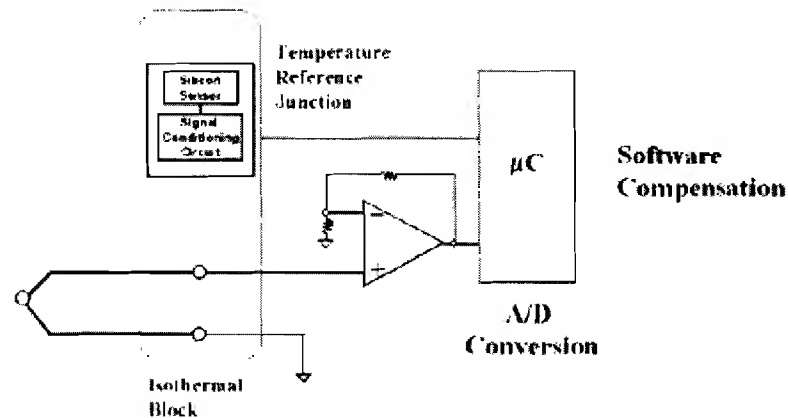 Silicon
Sensor
Signal
Conditioning
Circuit
Temperature
Reference
Junction
μC
Software
Compensation
−
+
A/D
Conversion
Isothermal
Block